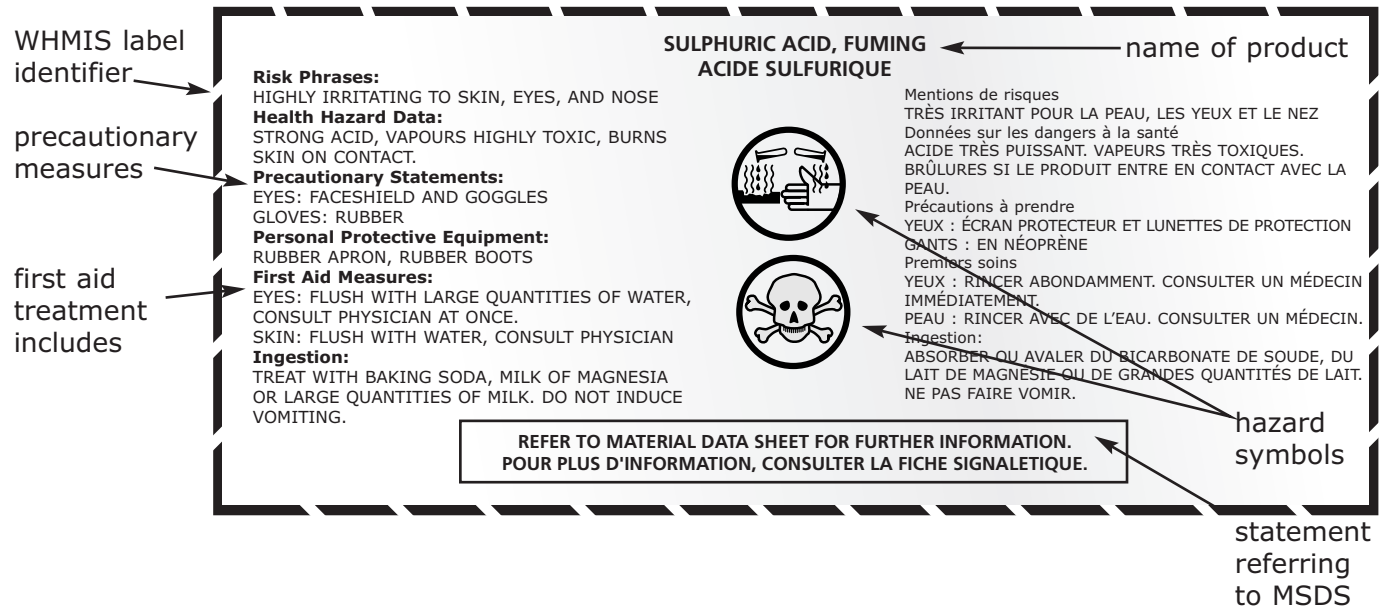 WHMIS label
identifier
precautionary
measures
first aid
treatment
includes
SULPHURIC ACID, FUMING
ACIDE SULFURIQUE
name of product
Risk Phrases:
HIGHLY IRRITATING TO SKIN, EYES, AND NOSE
Health Hazard Data:
STRONG ACID, VAPOURS HIGHLY TOXIC, BURNS
SKIN ON CONTACT.
Precautionary Statements:
EYES: FACESHIELD AND GOGGLES
GLOVES: RUBBER
Personal Protective Equipment:
RUBBER APRON, RUBBER BOOTS
First Aid Measures:
EYES: FLUSH WITH LARGE QUANTITIES OF WATER,
CONSULT PHYSICIAN AT ONCE.
SKIN: FLUSH WITH WATER, CONSULT PHYSICIAN
Ingestion:
TREAT WITH BAKING SODA, MILK OF MAGNESIA
OR LARGE QUANTITIES OF MILK. DO NOT INDUCE
VOMITING.
Mentions de risques
TRÈS IRRITANT POUR LA PEAU, LES YEUX ET LE NEZ
Données sur les dangers à la santé
ACIDE TRÈS PUISSANT. VAPEURS TRÈS TOXIQUES.
BRÛLURES SI LE PRODUIT ENTRE EN CONTACT AVEC LA
PEAU.
Précautions à prendre
YEUX : ÉCRAN PROTECTEUR ET LUNETTES DE PROTECTION
GANTS : EN NÉOPRÈNE
Premiers soins
YEUX : RINCER ABONDAMMENT. CONSULTER UN MÉDECIN
IMMÉDIATEMENT.
PEAU : RINCER AVEC DE L'EAU. CONSULTER UN MÉDECIN.
Ingestion:
ABSORBER OU AVALER DU BICARBONATE DE SOUDE, DU
LAIT DE MAGNÉSIE OU DE GRANDES QUANTITÉS DE LAIT.
NE PAS FAIRE VOMIR.
REFER TO MATERIAL DATA SHEET FOR FURTHER INFORMATION.
POUR PLUS D'INFORMATION, CONSULTER LA FICHE SIGNALETIQUE.
hazard
symbols
statement
referring
to MSDS